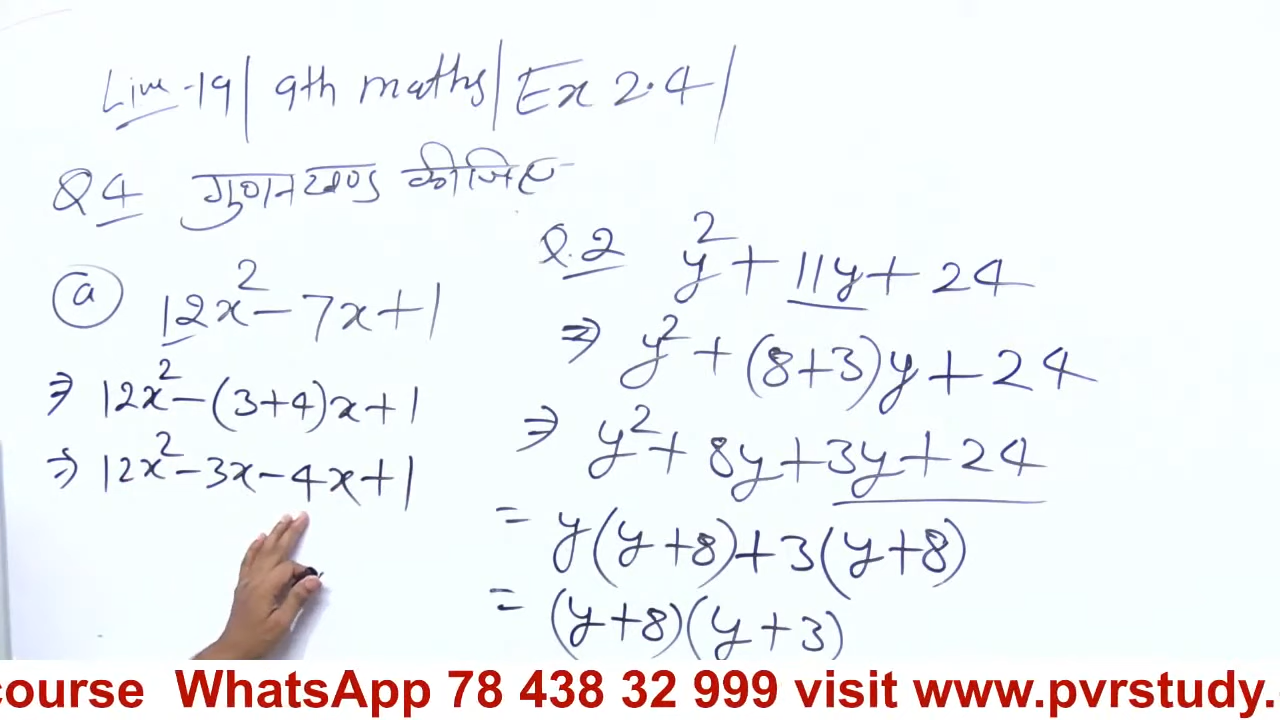 Live-19| 9th maths| Ex 2.4|
Q4 गुणनखण्ड कीजिए
(a) 12x²-7x+1
⇒ 12x²-(3+4)x+1
⇒ 12x²-3x-4x+1
Q.2 y²+11y+24
⇒ y²+(8+3)y+24
⇒ y²+8y+3y+24
= y(y+8)+3(y+8)
= (y+8)(y+3)
course WhatsApp 78 438 32 999 visit www.pvrstudy.